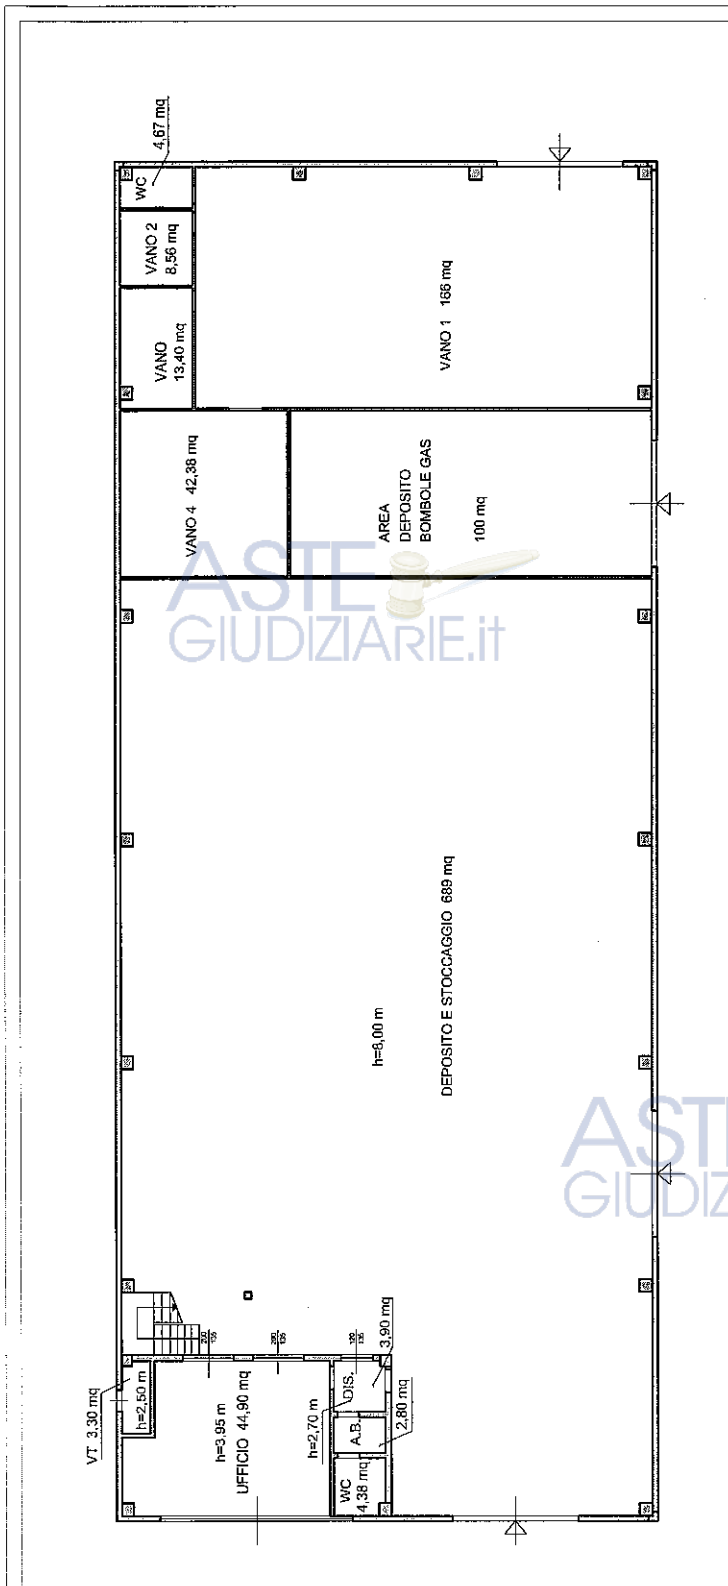 4,67 mq
WC
VANO 2
8,56 mq
VANO
13,40 mq
VANO 1 166 mq
VANO 4 42,38 mq
AREA
DEPOSITO
BOMBOLE GAS
100 mq
ASTE
GIUDIZIARIE.it
DEPOSITO E STOCCAGGIO 689 mq
h=8,00 m
ASTE
GIUDIZ
VT 3,30 mq
h=2,50 m
h=3,95 m
UFFICIO 44,90 mq
h=2,70 m
DIS.
3,90 mq
A.B.
2,80 mq
WC
4,38 mq